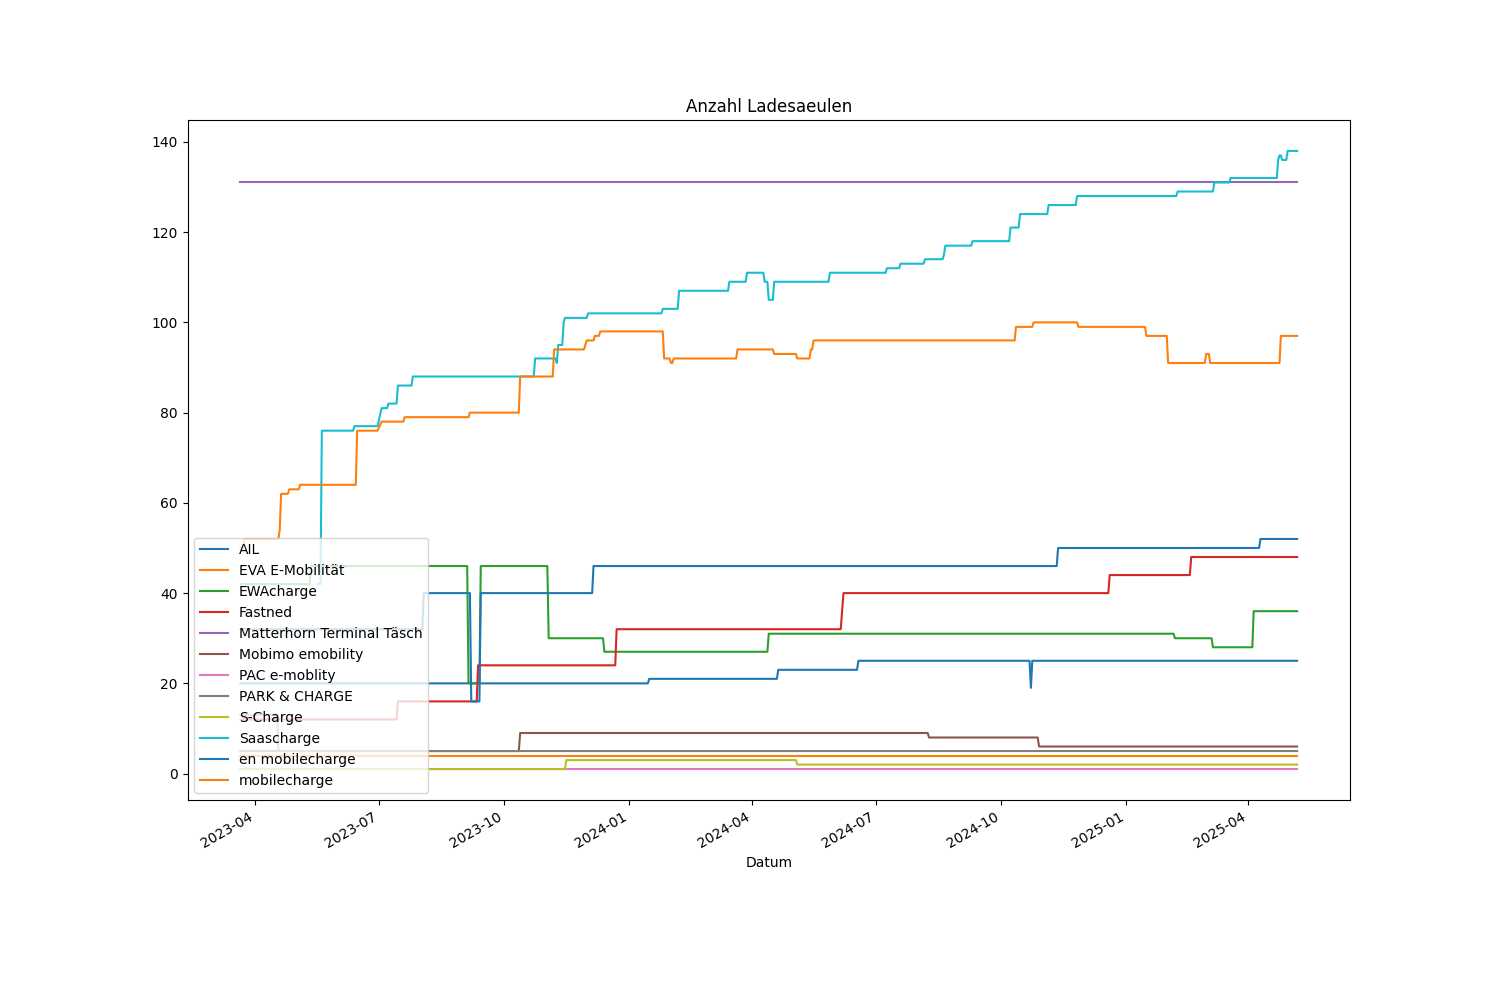 Anzahl Ladesaeulen
140
120
100
80
60
40
20
0
AIL
EVA E-Mobilität
EWAcharge
Fastned
Matterhorn Terminal Täsch
Mobimo emobility
PAC e-moblity
PARK & CHARGE
S-Charge
Saascharge
en mobilecharge
mobilecharge
2023-04
2023-07
2023-10
2024-01
2024-04
2024-07
2024-10
2025-01
2025-04
Datum